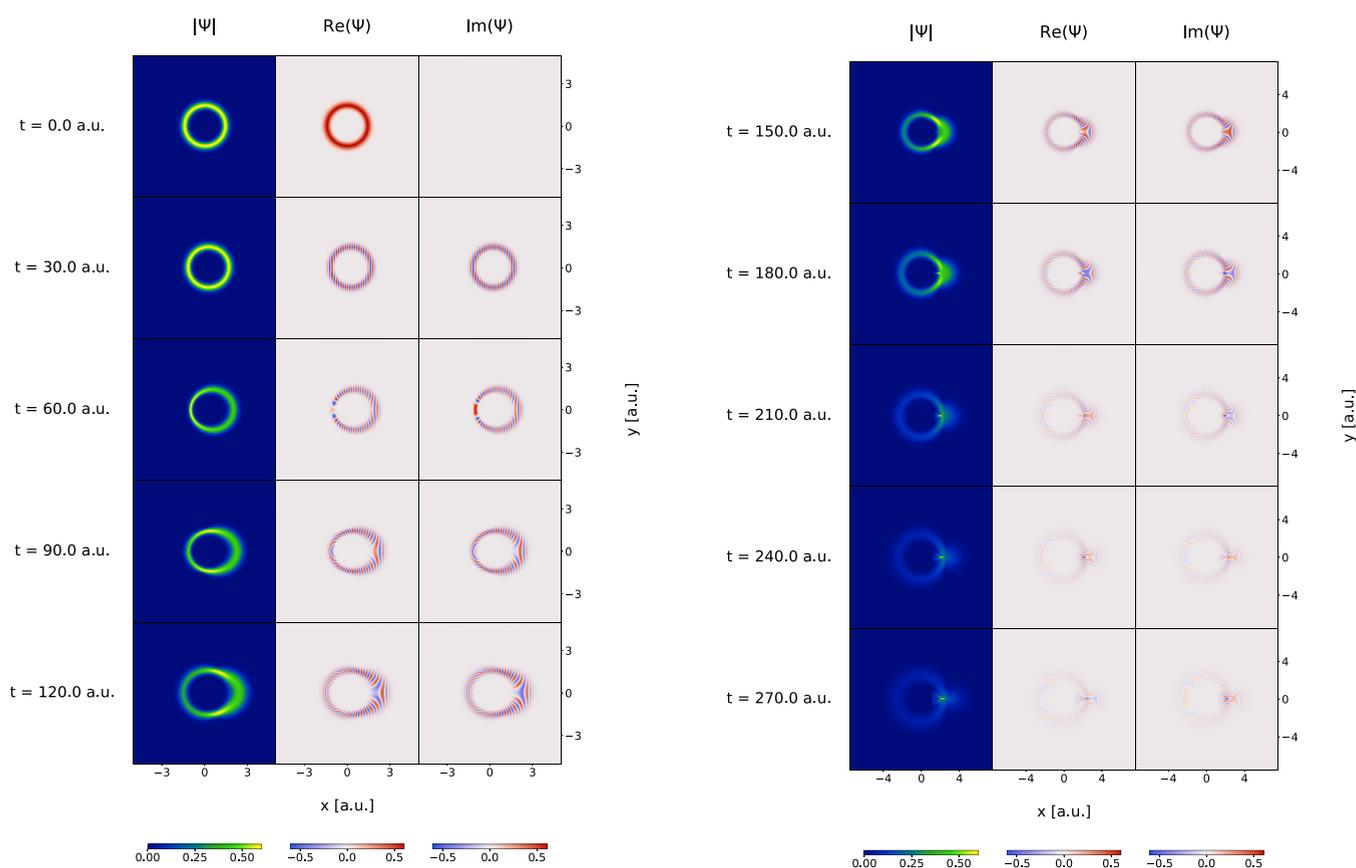 |Ψ| Re(Ψ) Im(Ψ)
t = 0.0 a.u.
3
0
−3
t = 30.0 a.u.
3
0
−3
t = 60.0 a.u.
3
0
−3
t = 90.0 a.u.
3
0
−3
t = 120.0 a.u.
3
0
−3
y [a.u.]
−3 0 3 −3 0 3 −3 0 3
x [a.u.]
0.00 0.25 0.50 −0.5 0.0 0.5 −0.5 0.0 0.5
|Ψ| Re(Ψ) Im(Ψ)
t = 150.0 a.u.
4
0
−4
t = 180.0 a.u.
4
0
−4
t = 210.0 a.u.
4
0
−4
t = 240.0 a.u.
4
0
−4
t = 270.0 a.u.
4
0
−4
y [a.u.]
−4 0 4 −4 0 4 −4 0 4
x [a.u.]
0.00 0.25 0.50 −0.5 0.0 0.5 −0.5 0.0 0.5